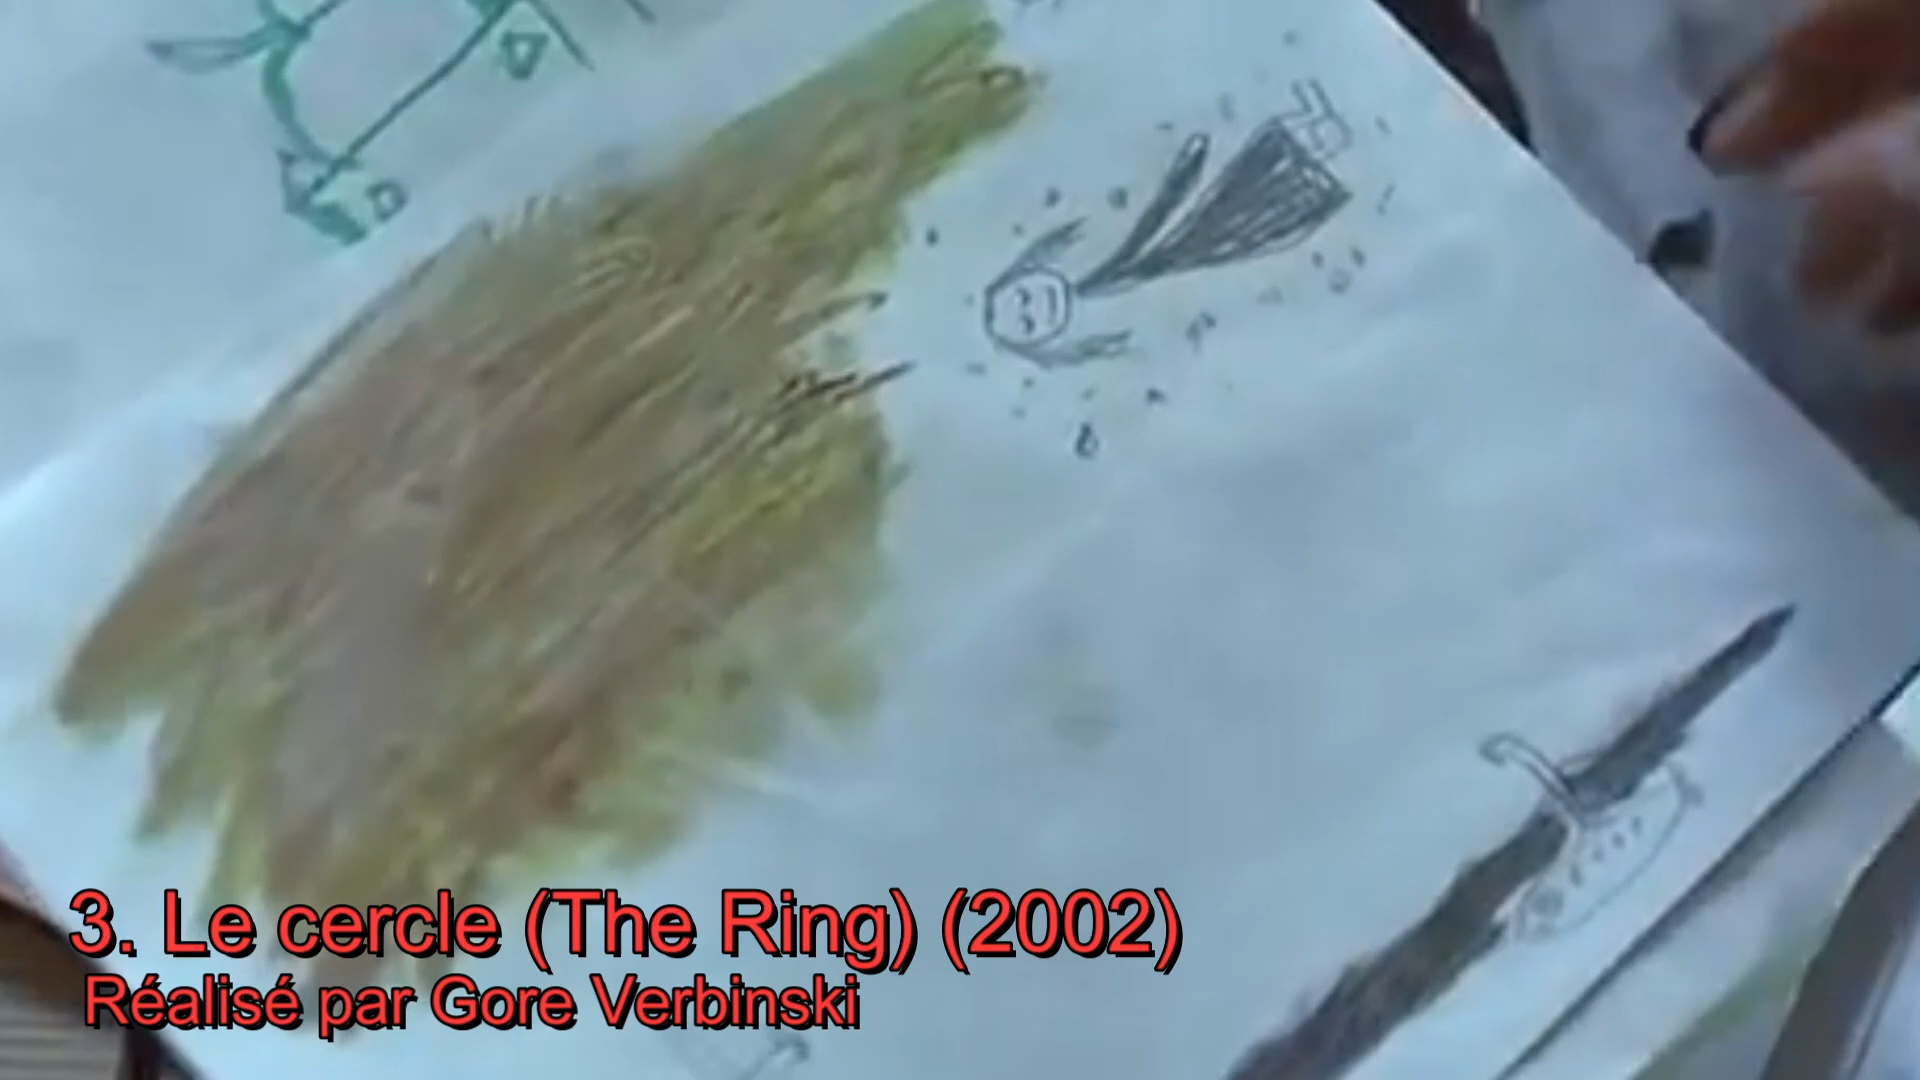 3. Le cercle (The Ring) (2002)
Réalisé par Gore Verbinski